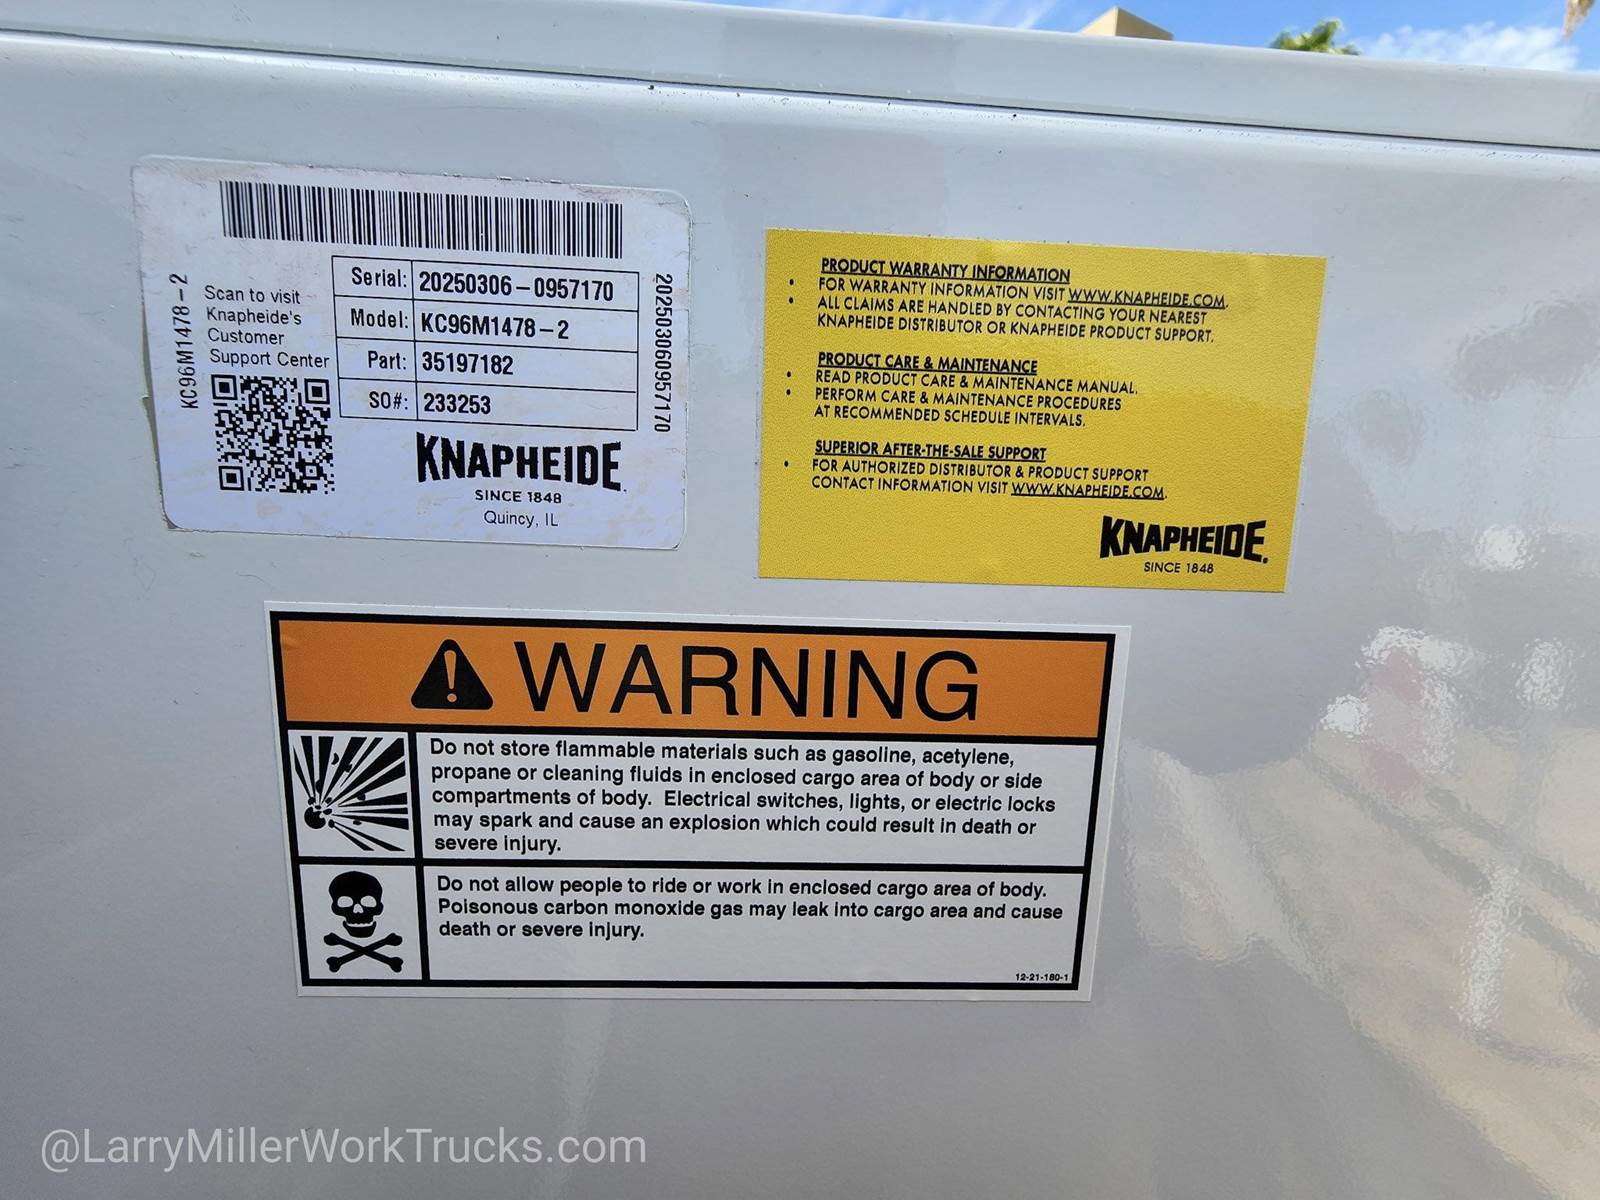 KC96M1478-2
Scan to visit
Knapheide's
Customer
Support Center
Serial: 20250306-0957170
Model: KC96M1478-2
Part: 35197182
SO#: 233253
202503060957170
KNAPHEIDE
SINCE 1848
Quincy, IL
PRODUCT WARRANTY INFORMATION
• FOR WARRANTY INFORMATION VISIT WWW.KNAPHEIDE.COM.
• ALL CLAIMS ARE HANDLED BY CONTACTING YOUR NEAREST
KNAPHEIDE DISTRIBUTOR OR KNAPHEIDE PRODUCT SUPPORT.
PRODUCT CARE & MAINTENANCE
• READ PRODUCT CARE & MAINTENANCE MANUAL.
• PERFORM CARE & MAINTENANCE PROCEDURES
AT RECOMMENDED SCHEDULE INTERVALS.
SUPERIOR AFTER-THE-SALE SUPPORT
• FOR AUTHORIZED DISTRIBUTOR & PRODUCT SUPPORT
CONTACT INFORMATION VISIT WWW.KNAPHEIDE.COM.
KNAPHEIDE.
SINCE 1848
WARNING
Do not store flammable materials such as gasoline, acetylene,
propane or cleaning fluids in enclosed cargo area of body or side
compartments of body. Electrical switches, lights, or electric locks
may spark and cause an explosion which could result in death or
severe injury.
Do not allow people to ride or work in enclosed cargo area of body.
Poisonous carbon monoxide gas may leak into cargo area and cause
death or severe injury.
12-21-180-1
@LarryMillerWorkTrucks.com